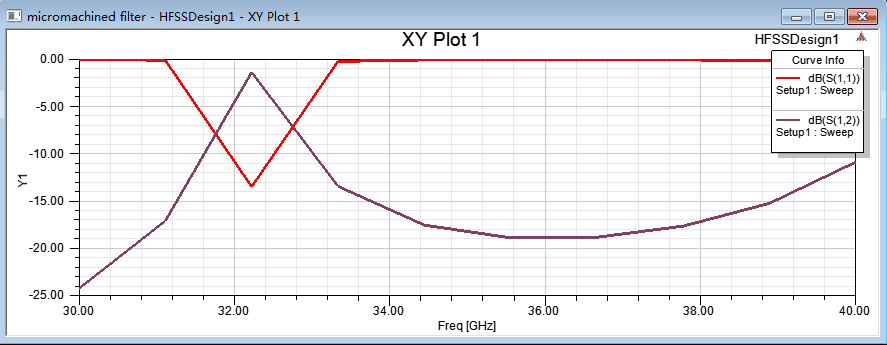 micromachined filter - HFSSDesign1 - XY Plot 1
XY Plot 1
HFSSDesign1
Curve Info
dB(S(1,1))
Setup1 : Sweep
dB(S(1,2))
Setup1 : Sweep
0.00
-5.00
-10.00
-15.00
-20.00
-25.00
Y1
30.00 32.00 34.00 36.00 38.00 40.00
Freq [GHz]